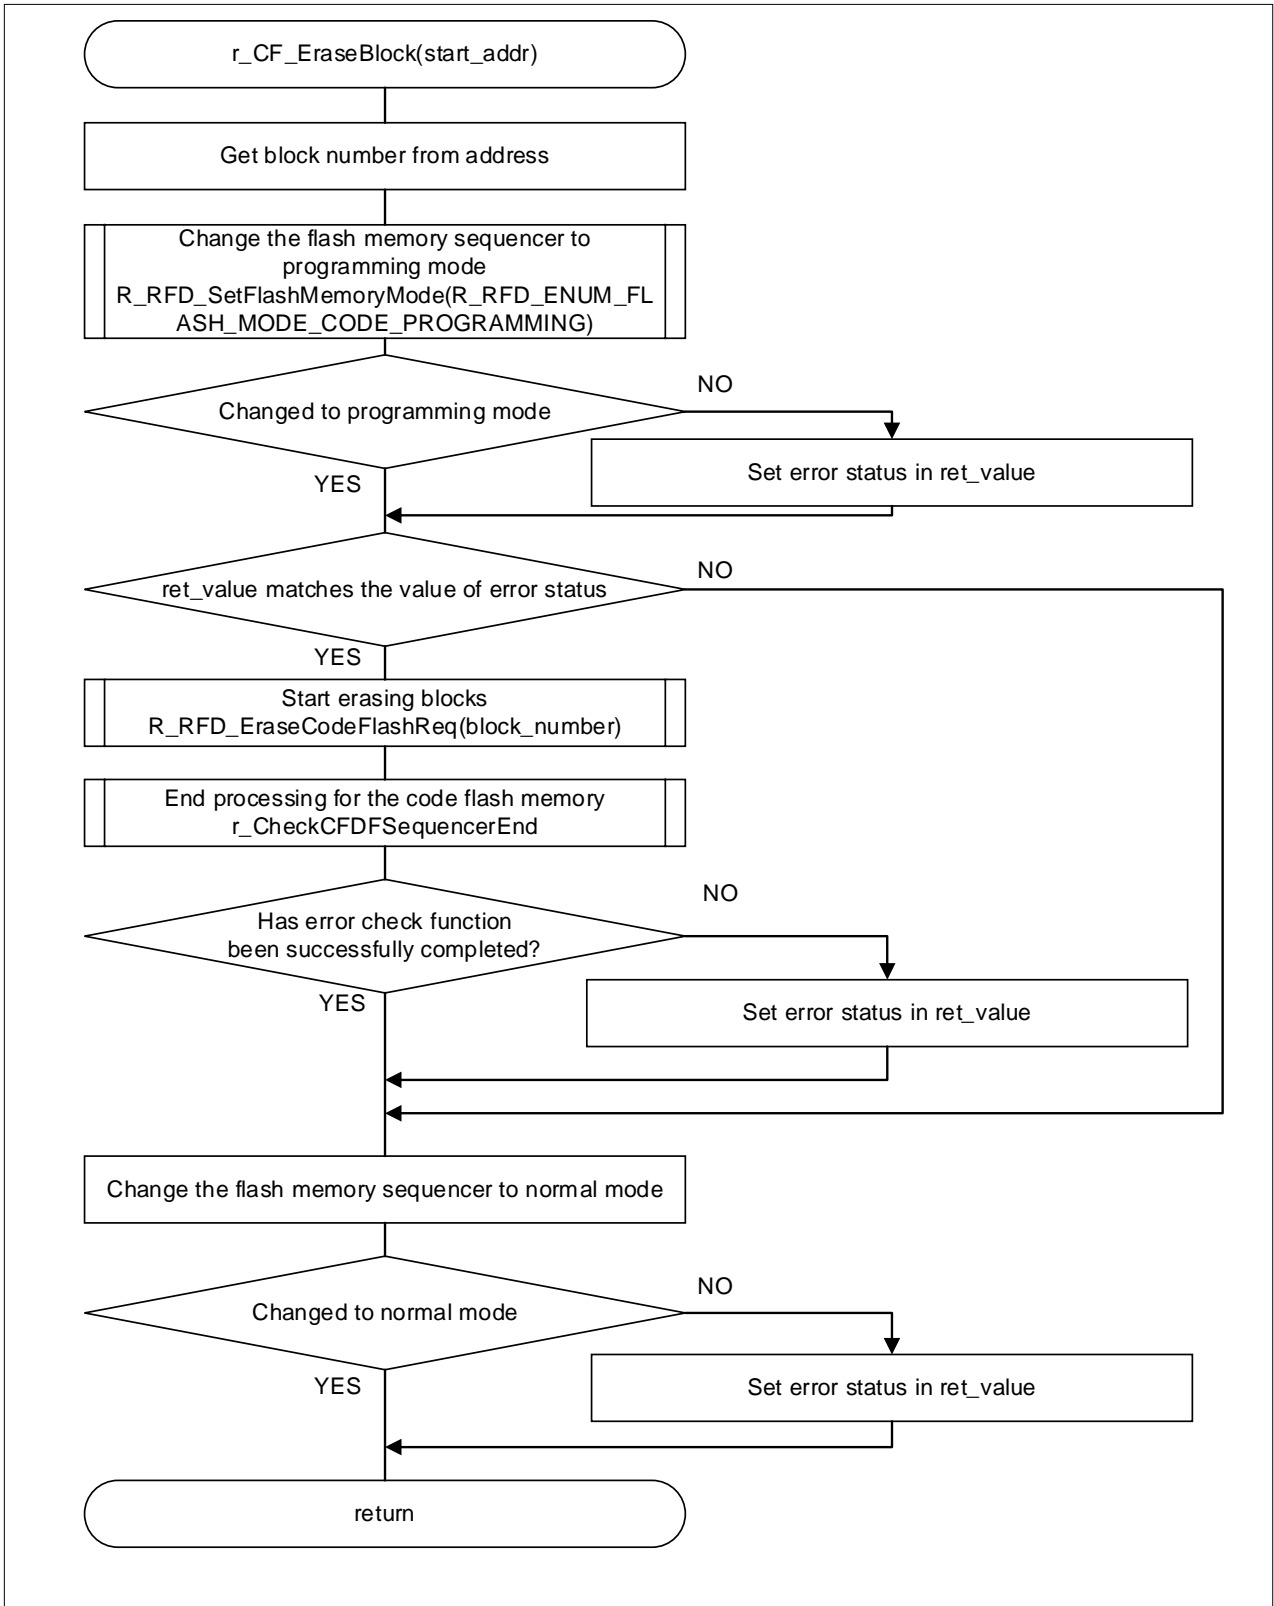 r_CF_EraseBlock(start_addr)
Get block number from address
Change the flash memory sequencer to
programming mode
R_RFD_SetFlashMemoryMode(R_RFD_ENUM_FL
ASH_MODE_CODE_PROGRAMMING)
NO
Changed to programming mode
Set error status in ret_value
YES
NO
ret_value matches the value of error status
YES
Start erasing blocks
R_RFD_EraseCodeFlashReq(block_number)
End processing for the code flash memory
r_CheckCFDFSequencerEnd
NO
Has error check function
been successfully completed?
YES
Set error status in ret_value
Change the flash memory sequencer to normal mode
NO
Changed to normal mode
YES
Set error status in ret_value
return